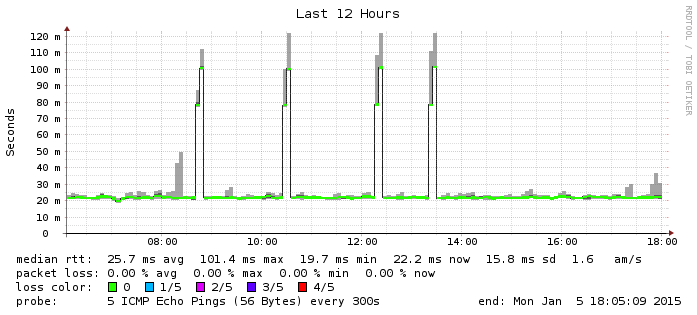 Last 12 Hours
RRDTOOL / TOBI OETIKER
Seconds
120 m
110 m
100 m
90 m
80 m
70 m
60 m
50 m
40 m
30 m
20 m
10 m
0
08:00 10:00 12:00 14:00 16:00 18:00
median rtt: 25.7 ms avg 101.4 ms max 19.7 ms min 22.2 ms now 15.8 ms sd 1.6 am/s
packet loss: 0.00 % avg 0.00 % max 0.00 % min 0.00 % now
loss color: 0 1/5 2/5 3/5 4/5
probe: 5 ICMP Echo Pings (56 Bytes) every 300s end: Mon Jan 5 18:05:09 2015